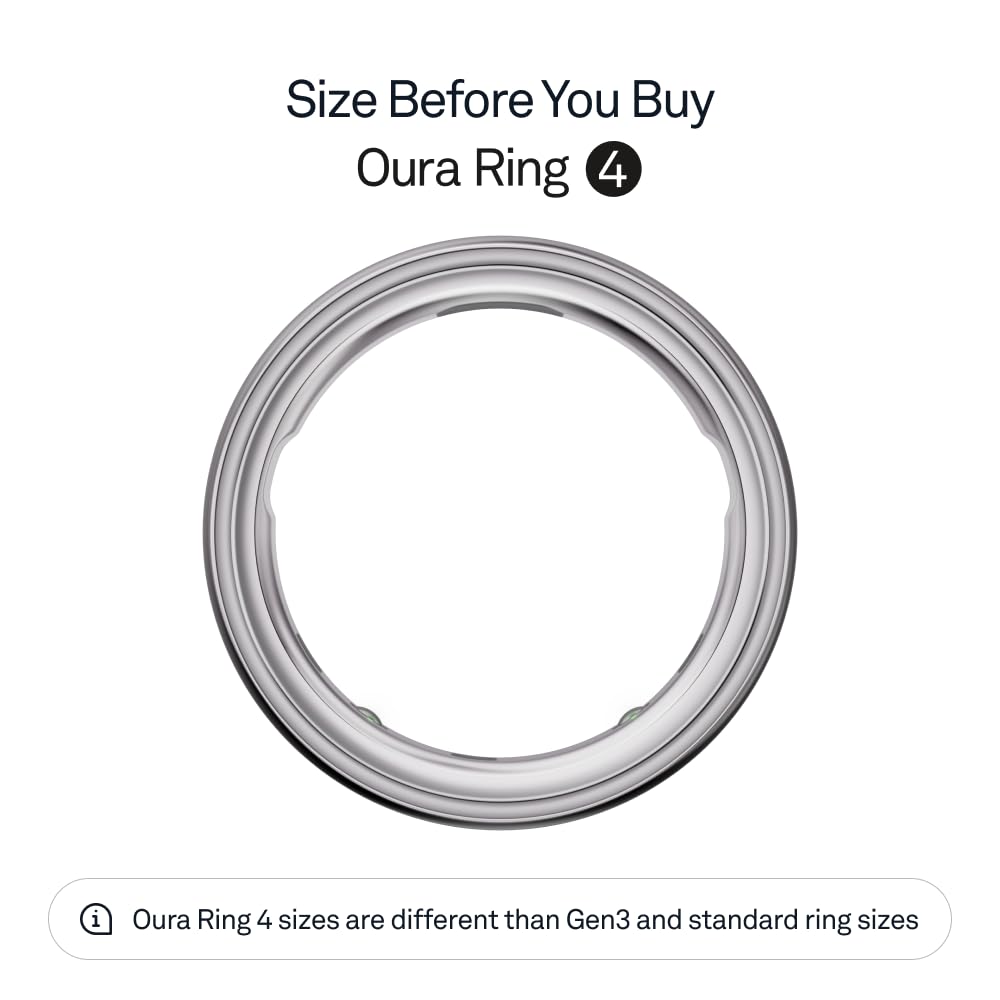 Size Before You Buy
Oura Ring 4
i Oura Ring 4 sizes are different than Gen3 and standard ring sizes